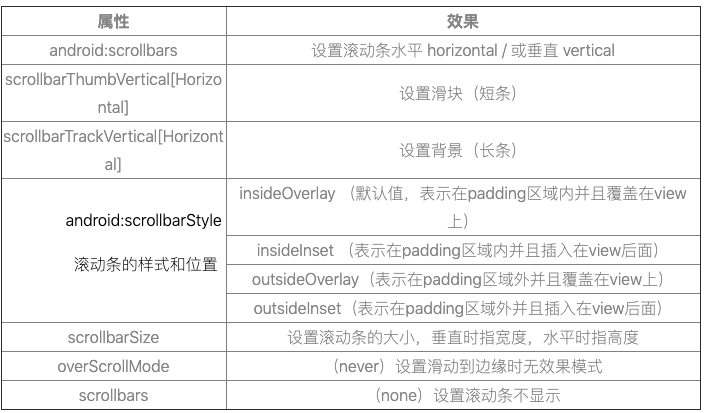 属性 效果
android:scrollbars 设置滚动条水平 horizontal / 或垂直 vertical
scrollbarThumbVertical[Horizo
ntal] 设置滑块（短条）
scrollbarTrackVertical[Horizont
al] 设置背景（长条）
android:scrollbarStyle
滚动条的样式和位置
insideOverlay （默认值，表示在padding区域内并且覆盖在view
上）
insideInset （表示在padding区域内并且插入在view后面）
outsideOverlay（表示在padding区域外并且覆盖在view上）
outsideInset（表示在padding区域外并且插入在view后面）
scrollbarSize 设置滚动条的大小，垂直时指宽度，水平时指高度
overScrollMode （never）设置滑动到边缘时无效果模式
scrollbars （none）设置滚动条不显示